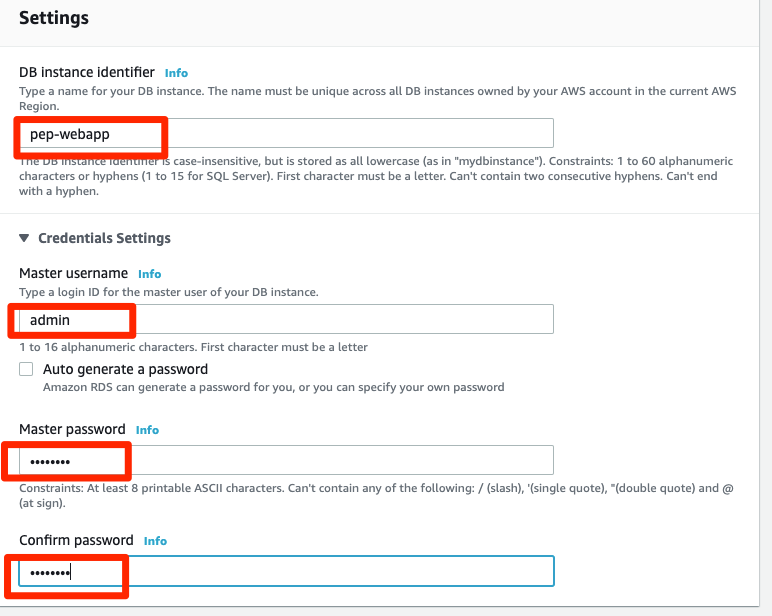 Settings
DB instance identifier Info
Type a name for your DB instance. The name must be unique across all DB instances owned by your AWS account in the current AWS
Region.
pep-webapp
The DB instance identifier is case-insensitive, but is stored as all lowercase (as in "mydbinstance"). Constraints: 1 to 60 alphanumeric
characters or hyphens (1 to 15 for SQL Server). First character must be a letter. Can't contain two consecutive hyphens. Can't end
with a hyphen.
▼ Credentials Settings
Master username Info
Type a login ID for the master user of your DB instance.
admin
1 to 16 alphanumeric characters. First character must be a letter
Auto generate a password
Amazon RDS can generate a password for you, or you can specify your own password
Master password Info
••••••••
Constraints: At least 8 printable ASCII characters. Can't contain any of the following: / (slash), '(single quote), "(double quote) and @
(at sign).
Confirm password Info
••••••••